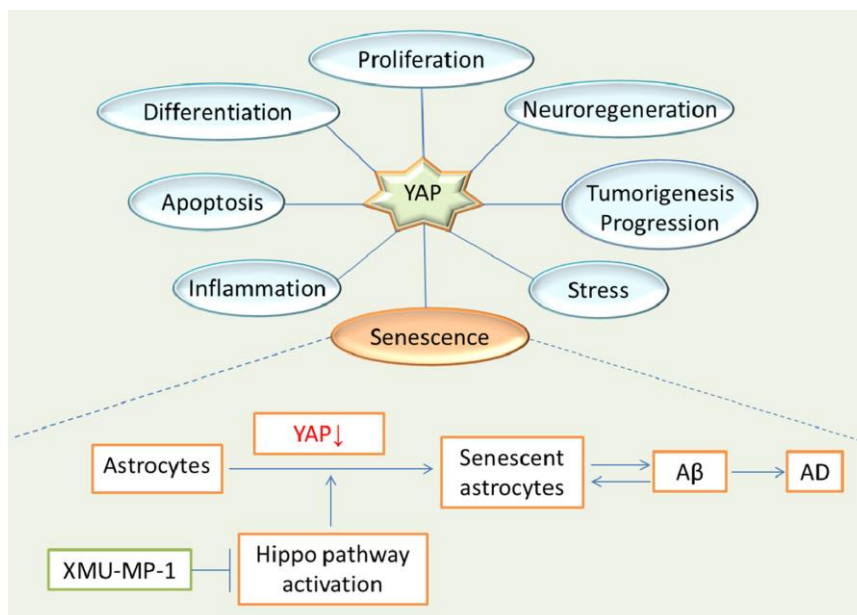 Proliferation
Differentiation
Neuroregeneration
YAP
Apoptosis
Tumorigenesis
Progression
Inflammation
Stress
Senescence
YAP↓
Astrocytes
Senescent
astrocytes
Aβ
AD
XMU-MP-1
Hippo pathway
activation